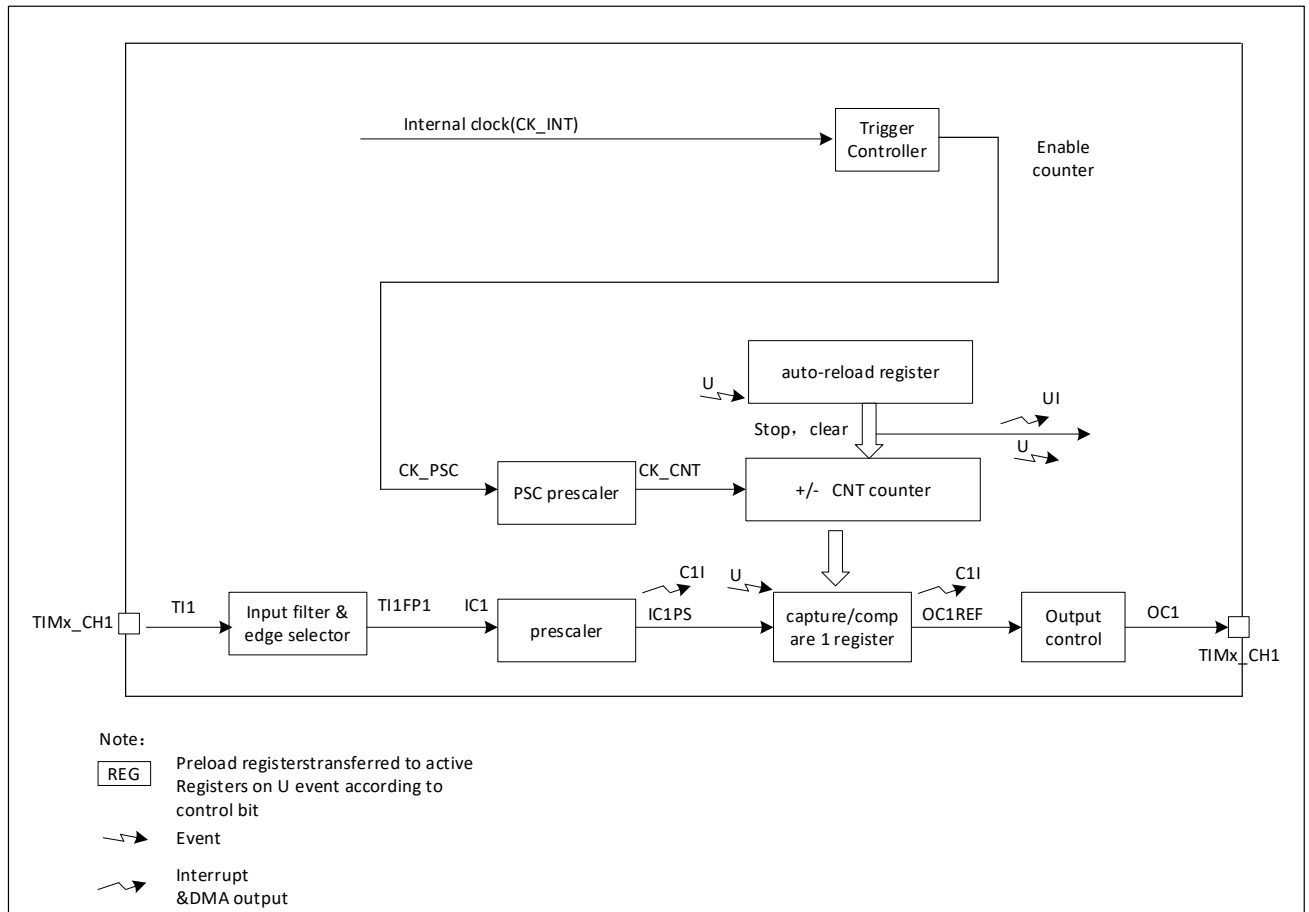 Internal clock(CK_INT)
Trigger
Controller
Enable
counter
auto-reload register
U
UI
Stop，clear
U
CK_PSC
PSC prescaler
CK_CNT
+/- CNT counter
C1I
U
C1I
TIMx_CH1
TI1
Input filter &
edge selector
TI1FP1
IC1
prescaler
IC1PS
capture/comp
are 1 register
OC1REF
Output
control
OC1
TIMx_CH1
Note：
REG
Preload registerstransferred to active
Registers on U event according to
control bit
Event
Interrupt
&DMA output